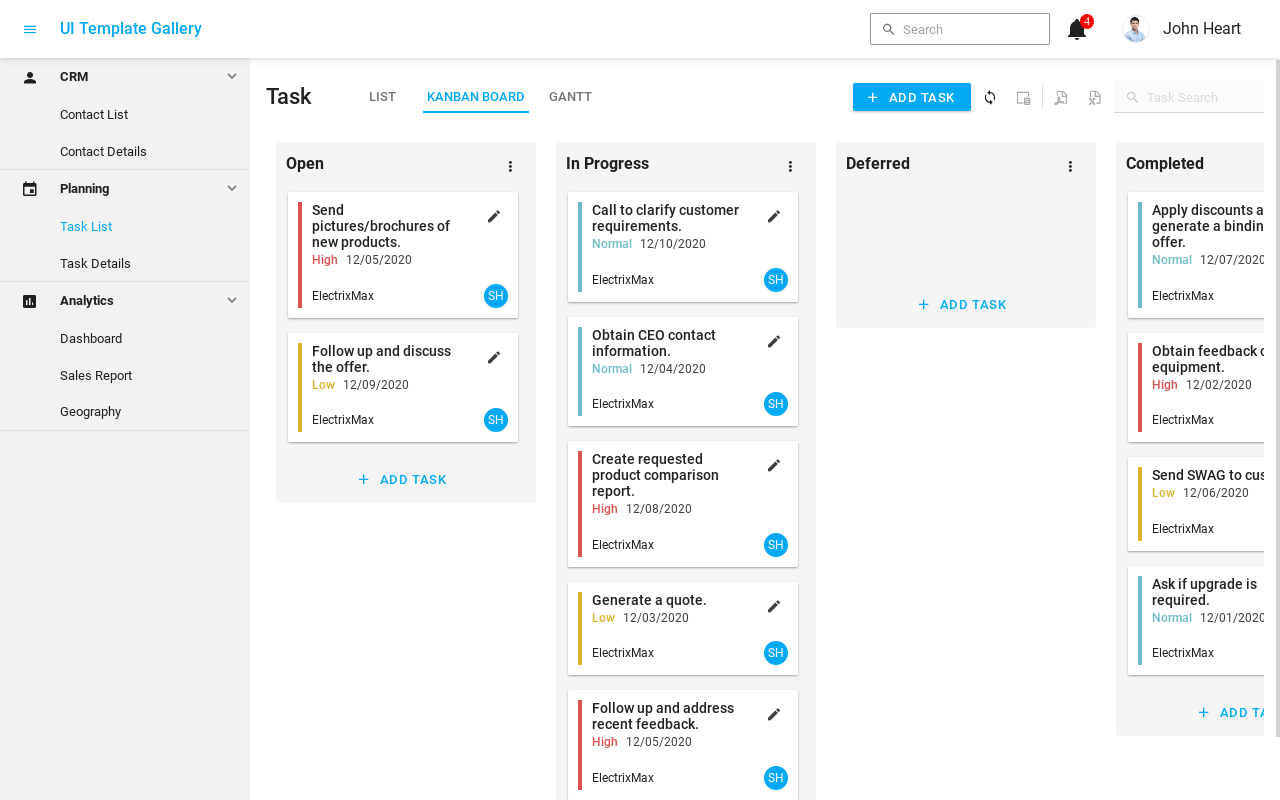 UI Template Gallery
Search
4
John Heart
CRM
Contact List
Contact Details
Planning
Task List
Task Details
Analytics
Dashboard
Sales Report
Geography
Task
LIST
KANBAN BOARD
GANTT
ADD TASK
Task Search
Open
Send
pictures/brochures of
new products.
High 12/05/2020
ElectrixMax
SH
Follow up and discuss
the offer.
Low 12/09/2020
ElectrixMax
SH
ADD TASK
In Progress
Call to clarify customer
requirements.
Normal 12/10/2020
ElectrixMax
SH
Obtain CEO contact
information.
Normal 12/04/2020
ElectrixMax
SH
Create requested
product comparison
report.
High 12/08/2020
ElectrixMax
SH
Generate a quote.
Low 12/03/2020
ElectrixMax
SH
Follow up and address
recent feedback.
High 12/05/2020
ElectrixMax
SH
Deferred
ADD TASK
Completed
Apply discounts a
generate a bindin
offer.
Normal 12/07/2020
ElectrixMax
Obtain feedback
equipment.
High 12/02/2020
ElectrixMax
Send SWAG to cus
Low 12/06/2020
ElectrixMax
Ask if upgrade is
required.
Normal 12/01/2020
ElectrixMax
ADD TA